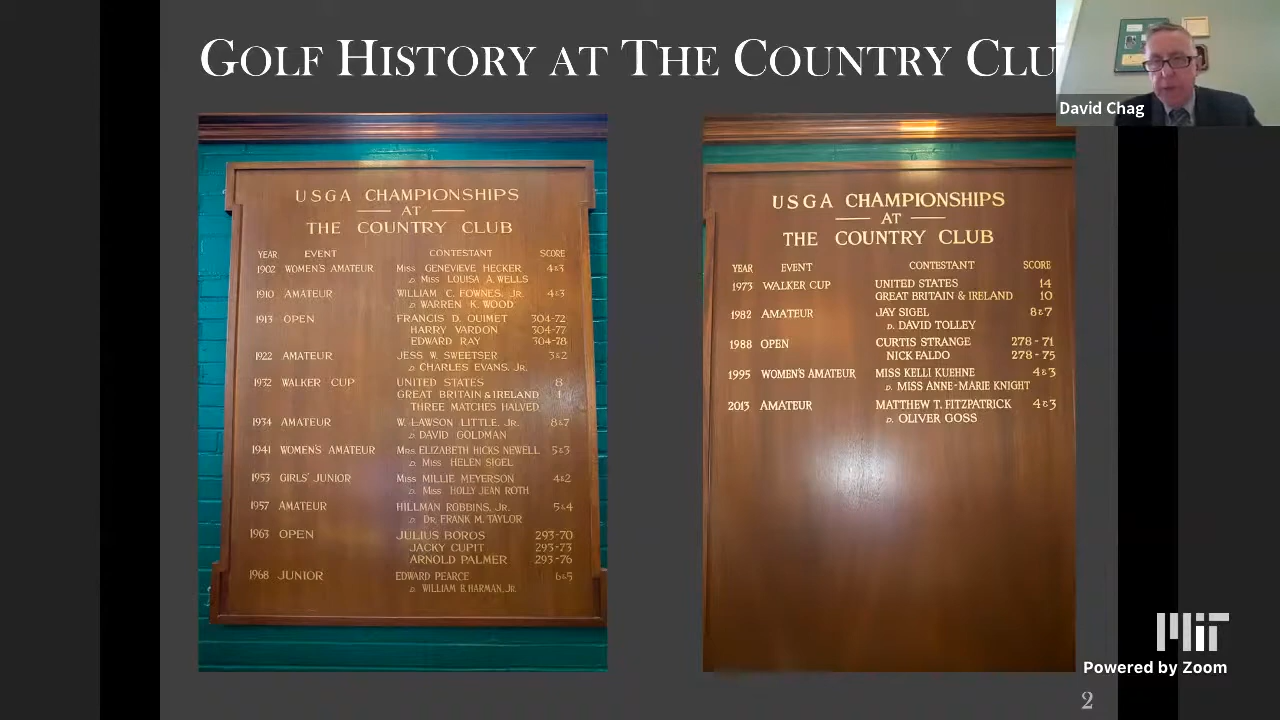 GOLF HISTORY AT THE COUNTRY CLU
David Chag
USGA CHAMPIONSHIPS
AT
THE COUNTRY CLUB
YEAR EVENT CONTESTANT SCORE
1902 WOMEN'S AMATEUR MISS GENEVIEVE HECKER 4&3
D. MISS LOUISA A. WELLS
1910 AMATEUR WILLIAM C. FOWNES, JR. 4&3
D. WARREN K. WOOD
1913 OPEN FRANCIS D. OUIMET 304-72
HARRY VARDON 304-77
EDWARD RAY 304-78
1922 AMATEUR JESS W. SWEETSER 3&2
D. CHARLES EVANS, JR.
1932 WALKER CUP UNITED STATES 8
GREAT BRITAIN & IRELAND 1
THREE MATCHES HALVED
1934 AMATEUR W. LAWSON LITTLE, JR. 8&7
D. DAVID GOLDMAN
1941 WOMEN'S AMATEUR MRS. ELIZABETH HICKS NEWELL 5&3
D. MISS HELEN SIGEL
1953 GIRLS' JUNIOR MISS MILLIE MEYERSON 4&2
D. MISS HOLLY JEAN ROTH
1957 AMATEUR HILLMAN ROBBINS, JR. 5&4
D. DR. FRANK M. TAYLOR
1963 OPEN JULIUS BOROS 293-70
JACKY CUPIT 293-73
ARNOLD PALMER 293-76
1968 JUNIOR EDWARD PEARCE 6&5
D. WILLIAM B. HARMAN, JR.
USGA CHAMPIONSHIPS
AT
THE COUNTRY CLUB
YEAR EVENT CONTESTANT SCORE
1973 WALKER CUP UNITED STATES 14
GREAT BRITAIN & IRELAND 10
1982 AMATEUR JAY SIGEL 8&7
D. DAVID TOLLEY
1988 OPEN CURTIS STRANGE 278-71
NICK FALDO 278-75
1995 WOMEN'S AMATEUR MISS KELLI KUEHNE 4&3
D. MISS ANNE-MARIE KNIGHT
2013 AMATEUR MATTHEW T. FITZPATRICK 4&3
D. OLIVER GOSS
MIT
Powered by Zoom
2